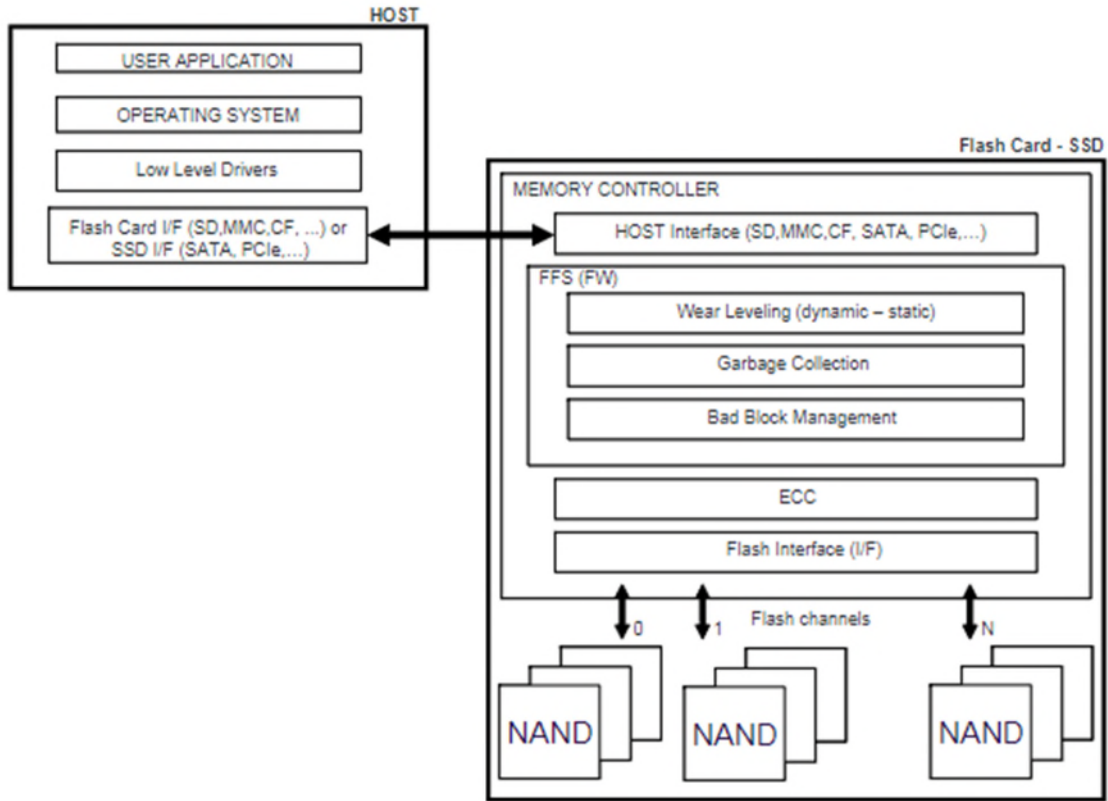 HOST
USER APPLICATION
OPERATING SYSTEM
Low Level Drivers
Flash Card I/F (SD,MMC,CF, ...) or
SSD I/F (SATA, PCIe,...)
Flash Card - SSD
MEMORY CONTROLLER
HOST Interface (SD,MMC,CF, SATA, PCIe,...)
FFS (FW)
Wear Leveling (dynamic – static)
Garbage Collection
Bad Block Management
ECC
Flash Interface (I/F)
0
1
Flash channels
N
NAND
NAND
NAND